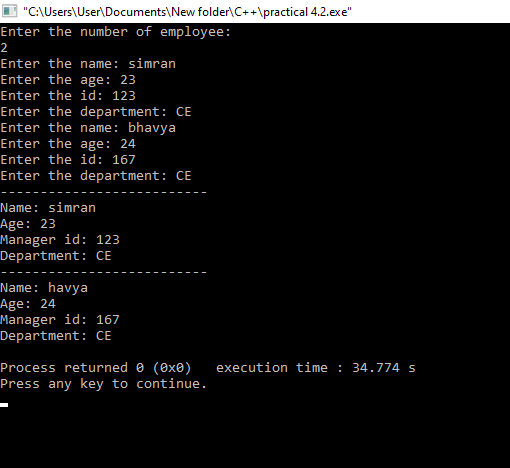 "C:\Users\User\Documents\New folder\C++\practical 4.2.exe"
Enter the number of employee:
2
Enter the name: simran
Enter the age: 23
Enter the id: 123
Enter the department: CE
Enter the name: bhavya
Enter the age: 24
Enter the id: 167
Enter the department: CE
--------------------------
Name: simran
Age: 23
Manager id: 123
Department: CE
--------------------------
Name: havya
Age: 24
Manager id: 167
Department: CE
Process returned 0 (0x0)   execution time : 34.774 s
Press any key to continue.